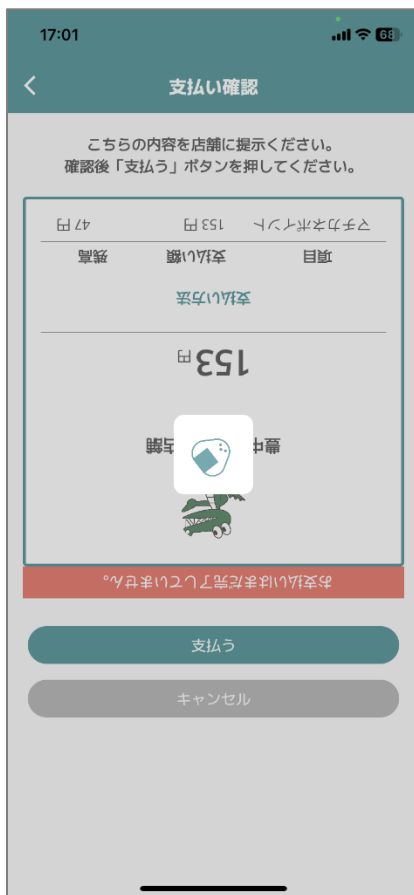 17:01
68
支払い確認
こちらの内容を店舗に提示ください。
確認後「支払う」ボタンを押してください。
お支払いはまだ完了していません。
豊中
店舗
153円
支払い方法
項目 支払い額 残高
マチカネポイント 153円 47円
支払う
キャンセル